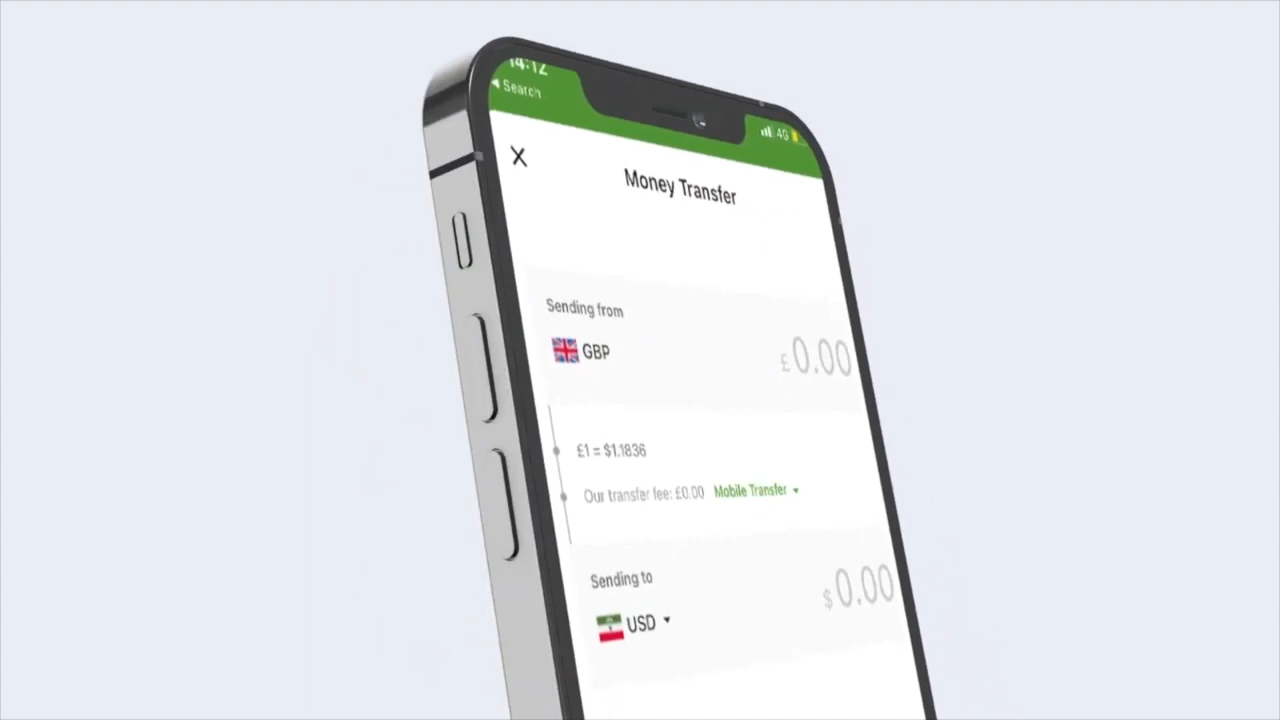 14:12
Search
4G
Money Transfer
Sending from
GBP
£0.00
£1 = $1.1836
Our transfer fee: £0.00 Mobile Transfer
Sending to
USD
$0.00